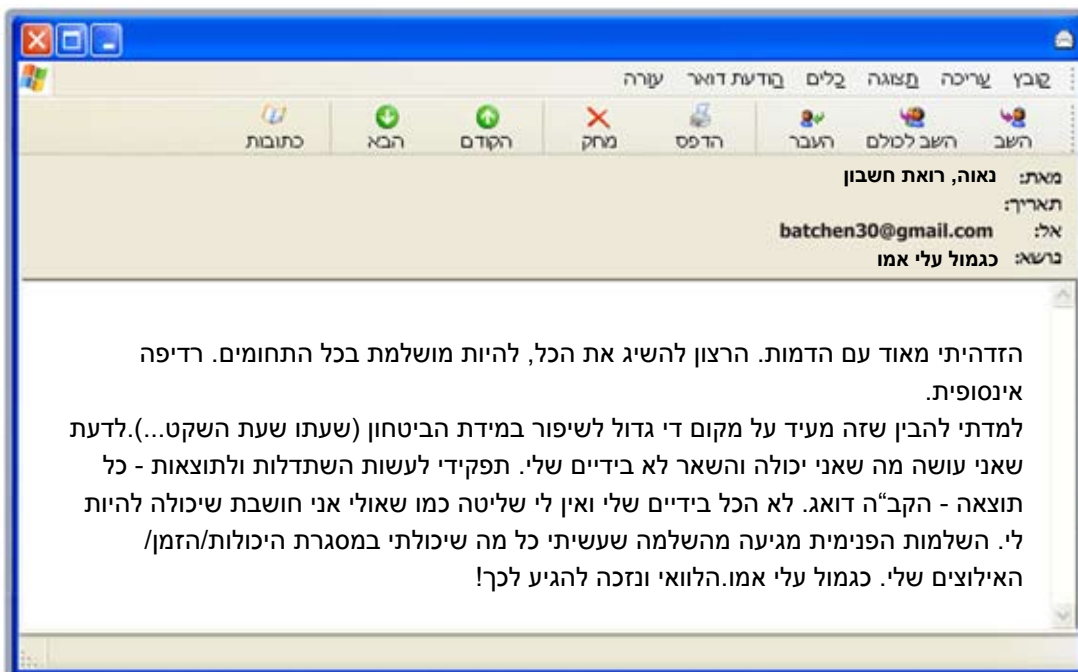 קובץ עריכה תצוגה כלים הודעת דואר עזרה
השב השב לכולם העבר הדפס מחק הקודם הבא כתובות
מאת: נאוה, רואת חשבון
תאריך:
אל: batchen30@gmail.com
נושא: כגמול עלי אמו
הזדהיתי מאוד עם הדמות. הרצון להשיג את הכל, להיות מושלמת בכל התחומים. רדיפה
אינסופית.
למדתי להבין שזה מעיד על מקום די גדול לשיפור במידת הביטחון (שעתו שעת השקט...).לדעת
שאני עושה מה שאני יכולה והשאר לא בידיים שלי. תפקידי לעשות השתדלות ולתוצאות - כל
תוצאה - הקב"ה דואג. לא הכל בידיים שלי ואין לי שליטה כמו שאולי אני חושבת שיכולה להיות
לי. השלמות הפנימית מגיעה מהשלמה שעשיתי כל מה שיכולתי במסגרת היכולות/הזמן/
האילוצים שלי. כגמול עלי אמו.הלוואי ונזכה להגיע לכך!